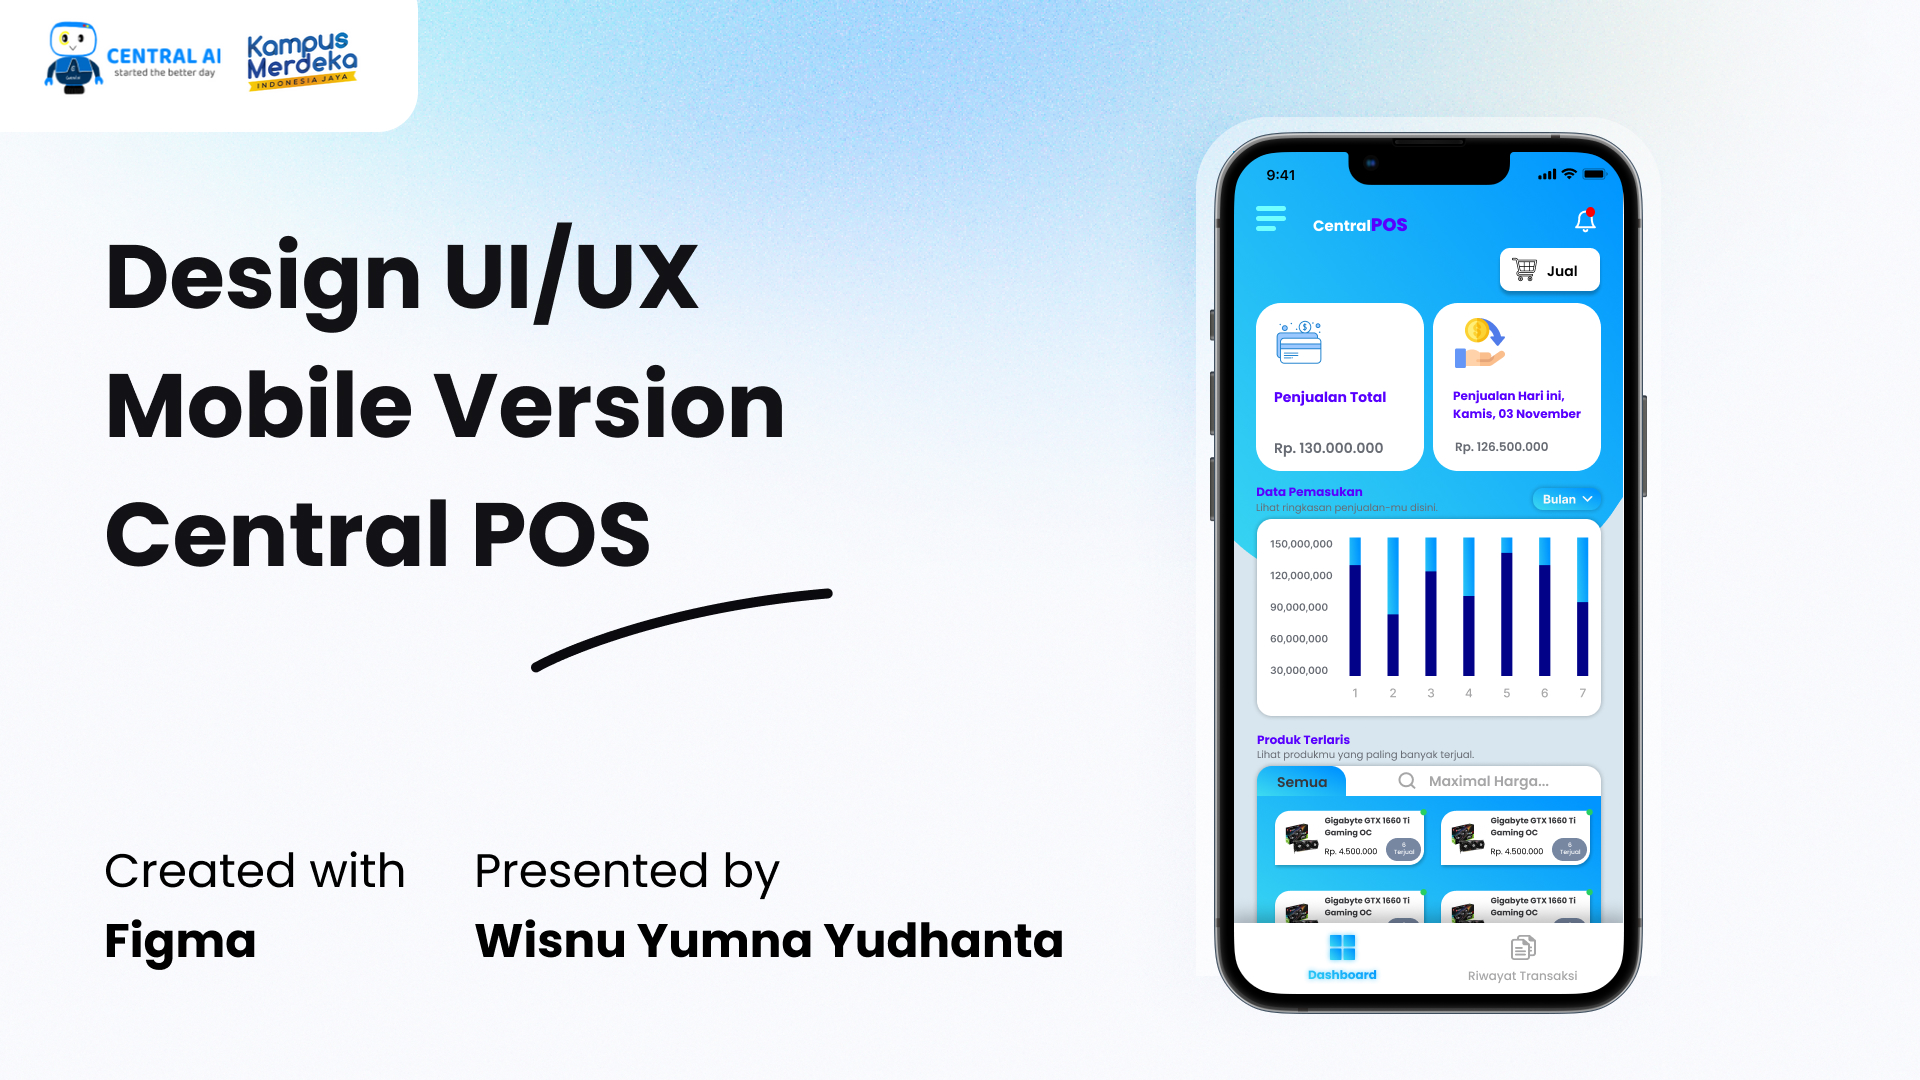 CENTRAL AI
started the better day
Kampus
Merdeka
INDONESIA JAYA
Design UI/UX
Mobile Version
Central POS
Created with
Figma
Presented by
Wisnu Yumna Yudhanta
9:41
CentralPOS
Jual
Penjualan Total
Rp. 130.000.000
Penjualan Hari ini,
Kamis, 03 November
Rp. 126.500.000
Data Pemasukan
Lihat ringkasan penjualan-mu disini.
Bulan
150,000,000
120,000,000
90,000,000
60,000,000
30,000,000
1 2 3 4 5 6 7
Produk Terlaris
Lihat produkmu yang paling banyak terjual.
Semua
Maximal Harga...
Gigabyte GTX 1660 Ti
Gaming OC
Rp. 4.500.000
6
Terjual
Gigabyte GTX 1660 Ti
Gaming OC
Rp. 4.500.000
6
Terjual
Gigabyte GTX 1660 Ti
Gaming OC
Gigabyte GTX 1660 Ti
Gaming OC
Dashboard
Riwayat Transaksi